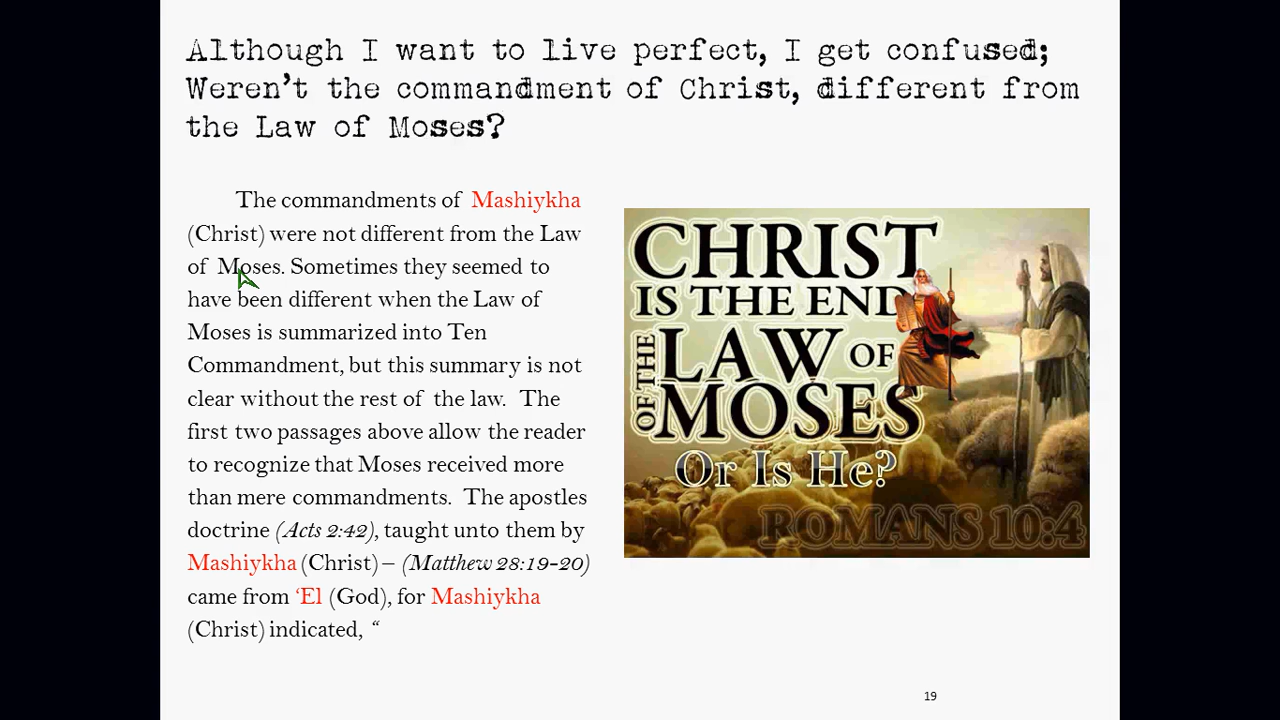 Although I want to live perfect, I get confused;
Weren't the commandment of Christ, different from
the Law of Moses?
The commandments of Mashiykha
(Christ) were not different from the Law
of Moses. Sometimes they seemed to
have been different when the Law of
Moses is summarized into Ten
Commandment, but this summary is not
clear without the rest of the law. The
first two passages above allow the reader
to recognize that Moses received more
than mere commandments. The apostles
doctrine (Acts 2:42), taught unto them by
Mashiykha (Christ) – (Matthew 28:19-20)
came from ‘El (God), for Mashiykha
(Christ) indicated, “
CHRIST
IS THE END
OF THE
LAW OF
MOSES
Or Is He?
ROMANS 10:4
19